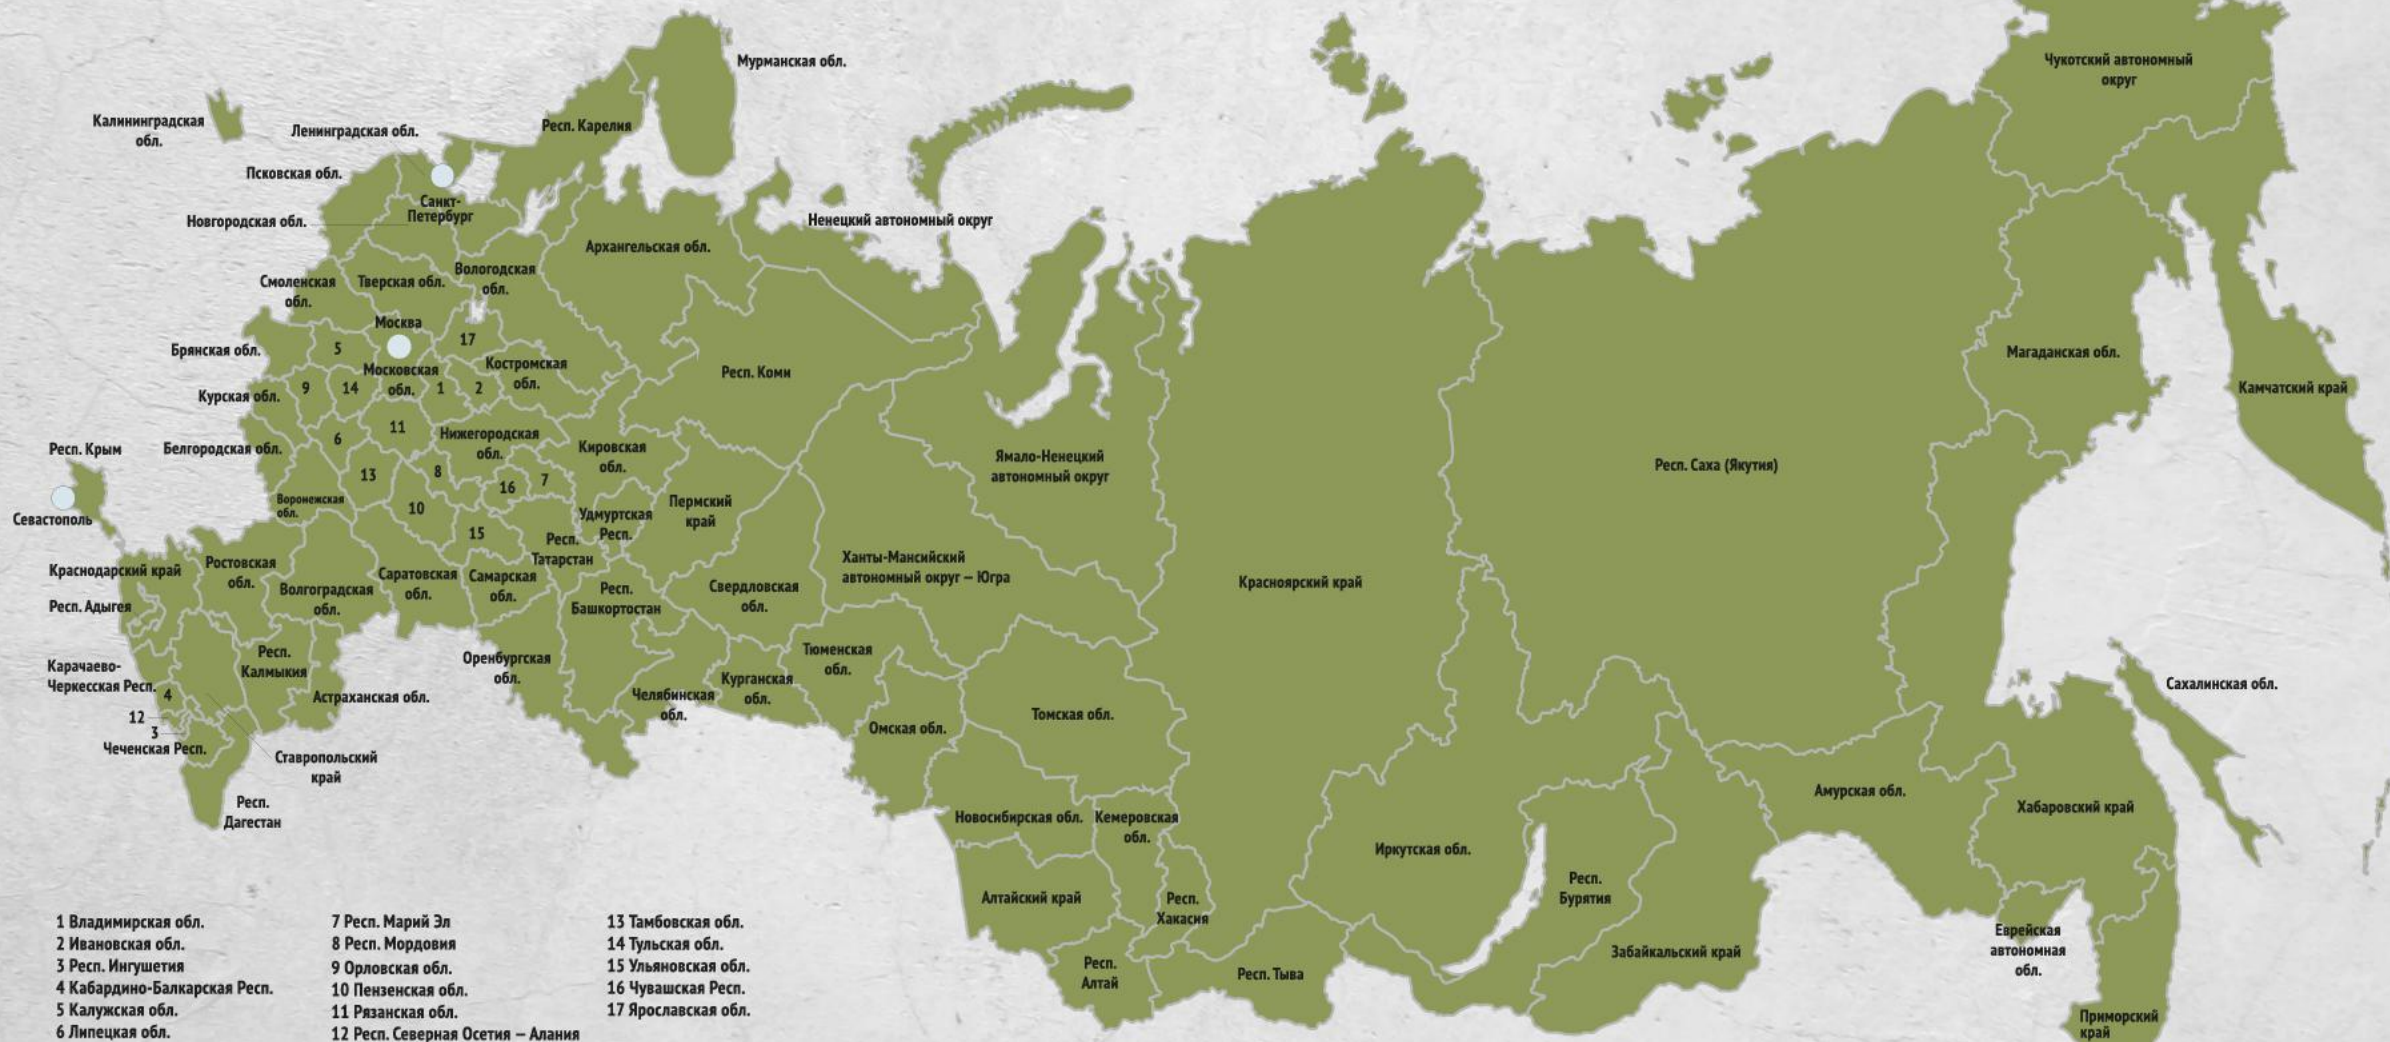 Мурманская обл.
Чукотский автономный
округ
Калининградская
обл.
Ленинградская обл.
Респ. Карелия
Псковская обл.
Санкт-
Петербург
Новгородская обл.
Ненецкий автономный округ
Архангельская обл.
Смоленская
обл.
Тверская обл.
Вологодская
обл.
Москва
Брянская обл.
5
17
Магаданская обл.
Московская
обл.
Костромская
обл.
Респ. Коми
Камчатский край
Курская обл.
9
14
1
2
11
6
Нижегородская
обл.
Кировская
обл.
Респ. Крым
Белгородская обл.
Ямало-Ненецкий
автономный округ
Респ. Саха (Якутия)
13
8
16
7
Воронежская
обл.
10
Пермский
край
Севастополь
15
Удмуртская
Респ.
Респ.
Татарстан
Ханты-Мансийский
автономный округ – Югра
Краснодарский край
Ростовская
обл.
Волгоградская
обл.
Саратовская
обл.
Самарская
обл.
Респ.
Башкортостан
Свердловская
обл.
Красноярский край
Респ. Адыгея
Карачаево-
Черкесская Респ.
4
Респ.
Калмыкия
Оренбургская
обл.
Тюменская
обл.
Курганская
обл.
Челябинская
обл.
Астраханская обл.
Сахалинская обл.
12
3
Чеченская Респ.
Омская обл.
Томская обл.
Ставропольский
край
Респ.
Дагестан
Новосибирская обл.
Кемеровская
обл.
Амурская обл.
Хабаровский край
Иркутская обл.
Алтайский край
Респ.
Хакасия
Респ.
Бурятия
Забайкальский край
Еврейская
автономная
обл.
Респ.
Алтай
Респ. Тыва
Приморский
край
1 Владимирская обл.
2 Ивановская обл.
3 Респ. Ингушетия
4 Кабардино-Балкарская Респ.
5 Калужская обл.
6 Липецкая обл.
7 Респ. Марий Эл
8 Респ. Мордовия
9 Орловская обл.
10 Пензенская обл.
11 Рязанская обл.
12 Респ. Северная Осетия – Алания
13 Тамбовская обл.
14 Тульская обл.
15 Ульяновская обл.
16 Чувашская Респ.
17 Ярославская обл.